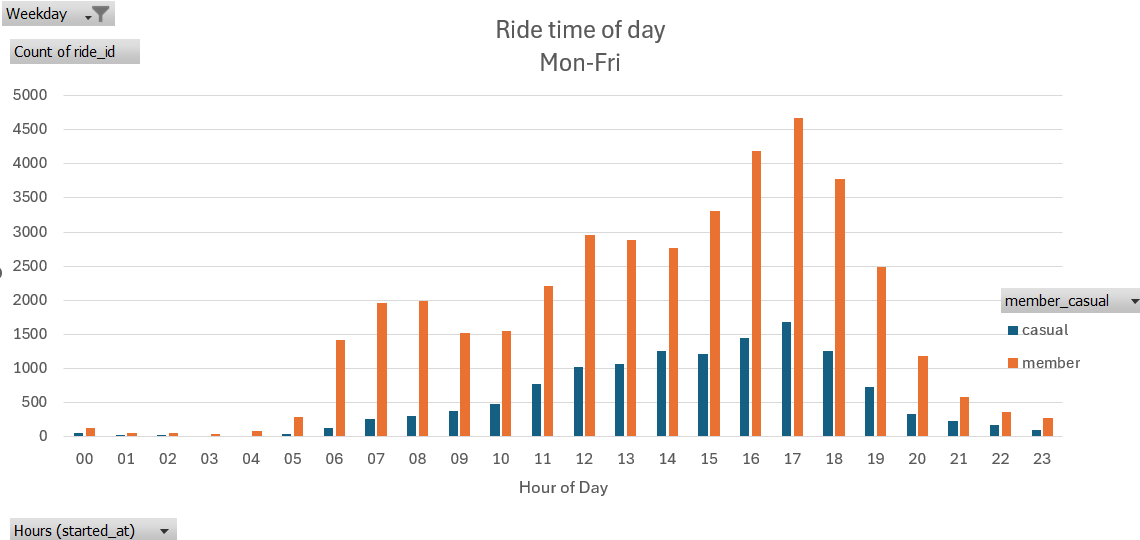 Weekday
Count of ride_id
Ride time of day
Mon-Fri
5000
4500
4000
3500
3000
2500
2000
1500
1000
500
0
00 01 02 03 04 05 06 07 08 09 10 11 12 13 14 15 16 17 18 19 20 21 22 23
Hour of Day
member_casual
casual
member
Hours (started_at)